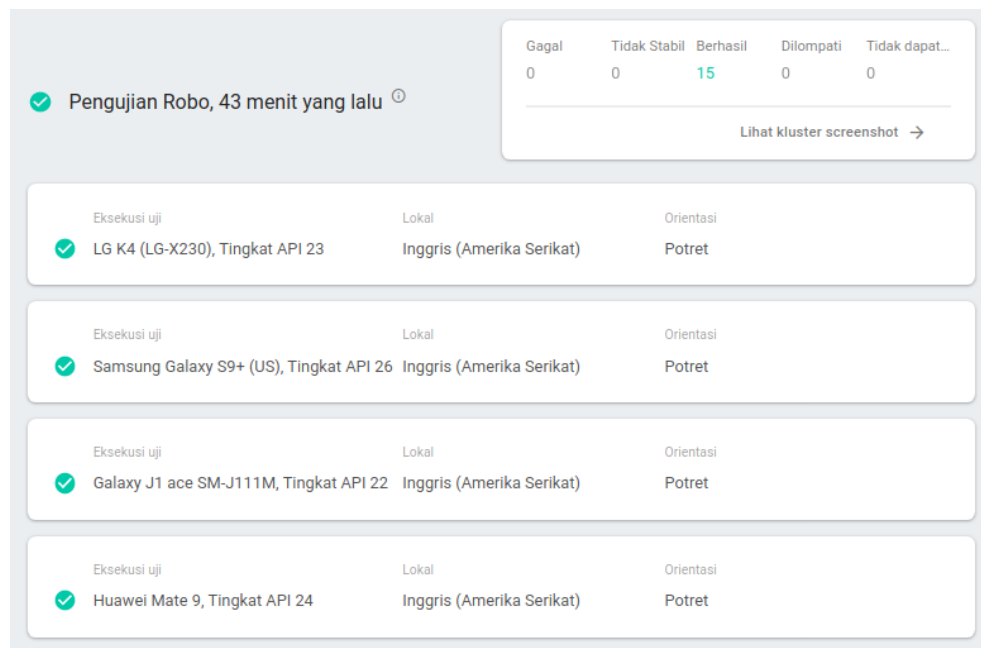 Gagal Tidak Stabil Berhasil Dilompati Tidak dapat...
0 0 15 0 0
Pengujian Robo, 43 menit yang lalu
Lihat kluster screenshot
Eksekusi uji Lokal Orientasi
LG K4 (LG-X230), Tingkat API 23 Inggris (Amerika Serikat) Potret
Eksekusi uji Lokal Orientasi
Samsung Galaxy S9+ (US), Tingkat API 26 Inggris (Amerika Serikat) Potret
Eksekusi uji Lokal Orientasi
Galaxy J1 ace SM-J111M, Tingkat API 22 Inggris (Amerika Serikat) Potret
Eksekusi uji Lokal Orientasi
Huawei Mate 9, Tingkat API 24 Inggris (Amerika Serikat) Potret